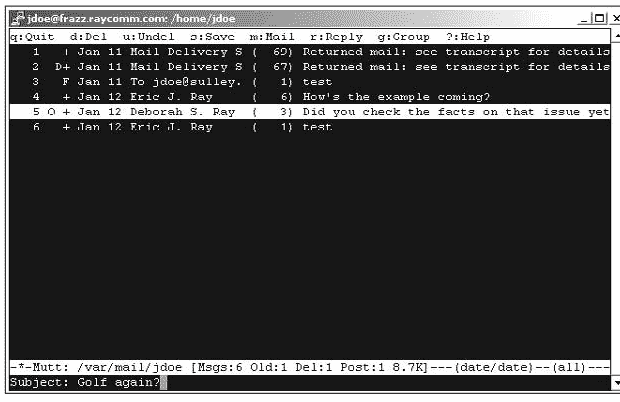 jdoe@frazz.raycomm.com: /home/jdoe
q:Quit d:Del u:Undel s:Save m:Mail r:Reply g:Group ?:Help
1 + Jan 11 Mail Delivery S ( 69) Returned mail: see transcript for details
2 D+ Jan 11 Mail Delivery S ( 67) Returned mail: see transcript for details
3 F Jan 11 To jdoe@sulley. ( 1) test
4 + Jan 12 Eric J. Ray ( 6) How's the example coming?
5 O + Jan 12 Deborah S. Ray ( 3) Did you check the facts on that issue yet
6 + Jan 12 Eric J. Ray ( 1) test
-*-Mutt: /var/mail/jdoe [Msgs:6 Old:1 Del:1 Post:1 8.7K]---(date/date)--(all)---
Subject: Golf again?